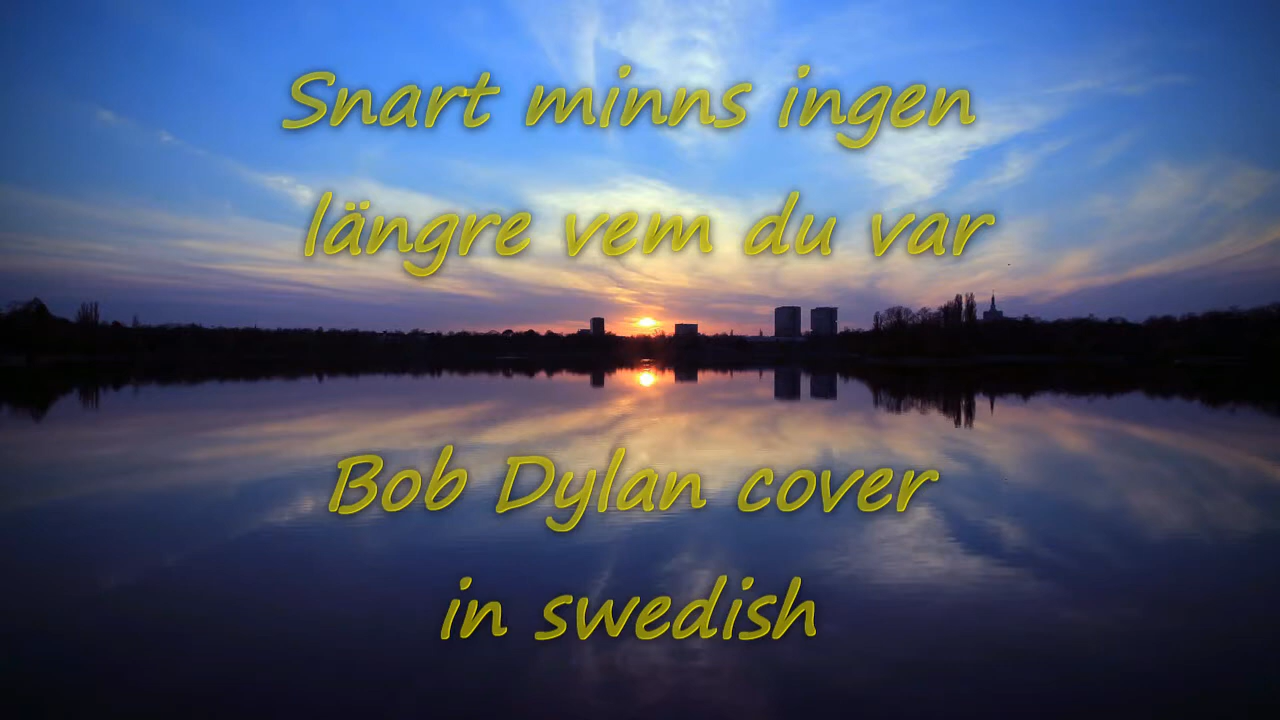 Snart minns ingen
längre vem du var
Bob Dylan cover
in swedish